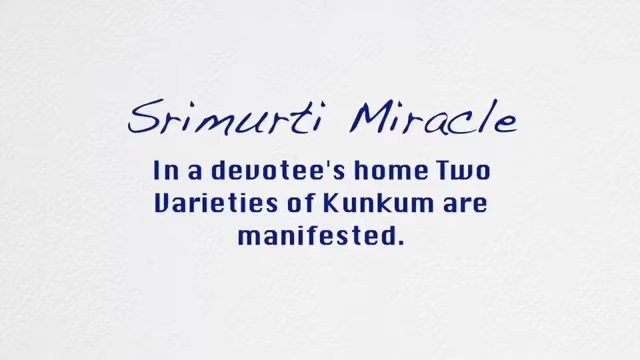 Srimurti Miracle
In a devotee's home Two
Varieties of Kunkum are
manifested.